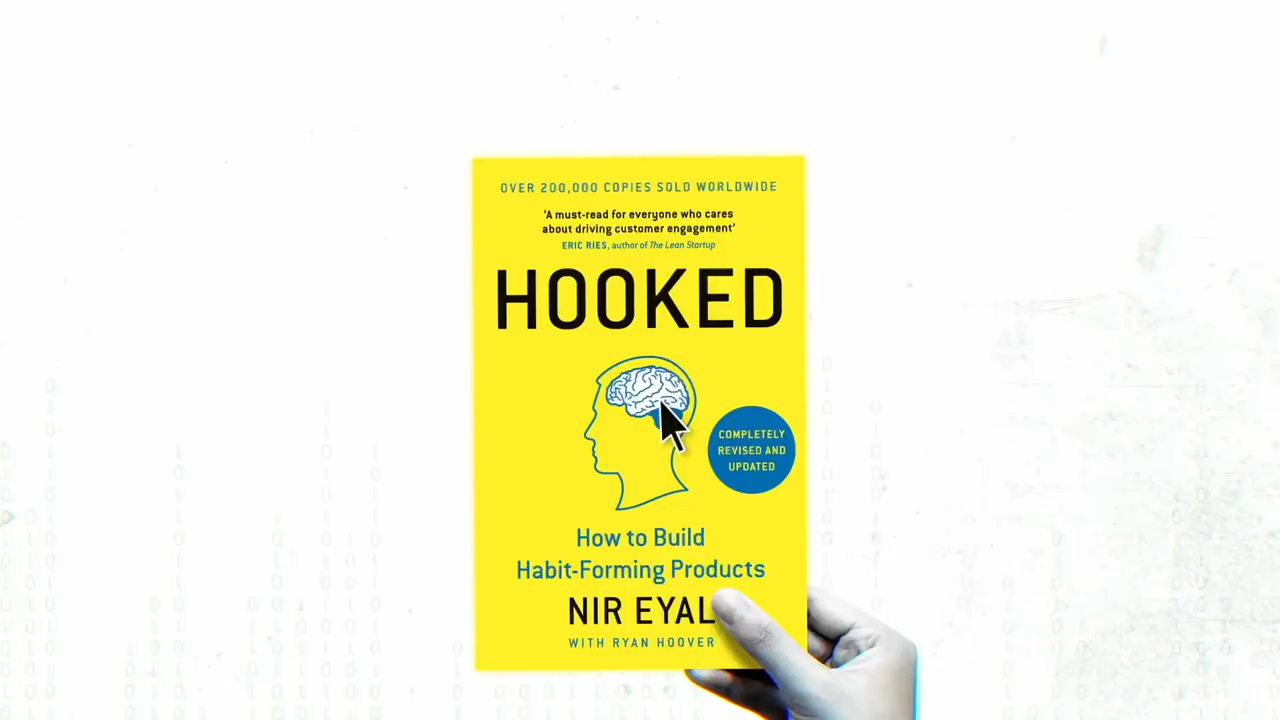 OVER 200,000 COPIES SOLD WORLDWIDE
'A must-read for everyone who cares
about driving customer engagement'
ERIC RIES, author of The Lean Startup
HOOKED
COMPLETELY
REVISED AND
UPDATED
How to Build
Habit-Forming Products
NIR EYAL
WITH RYAN HOOVER